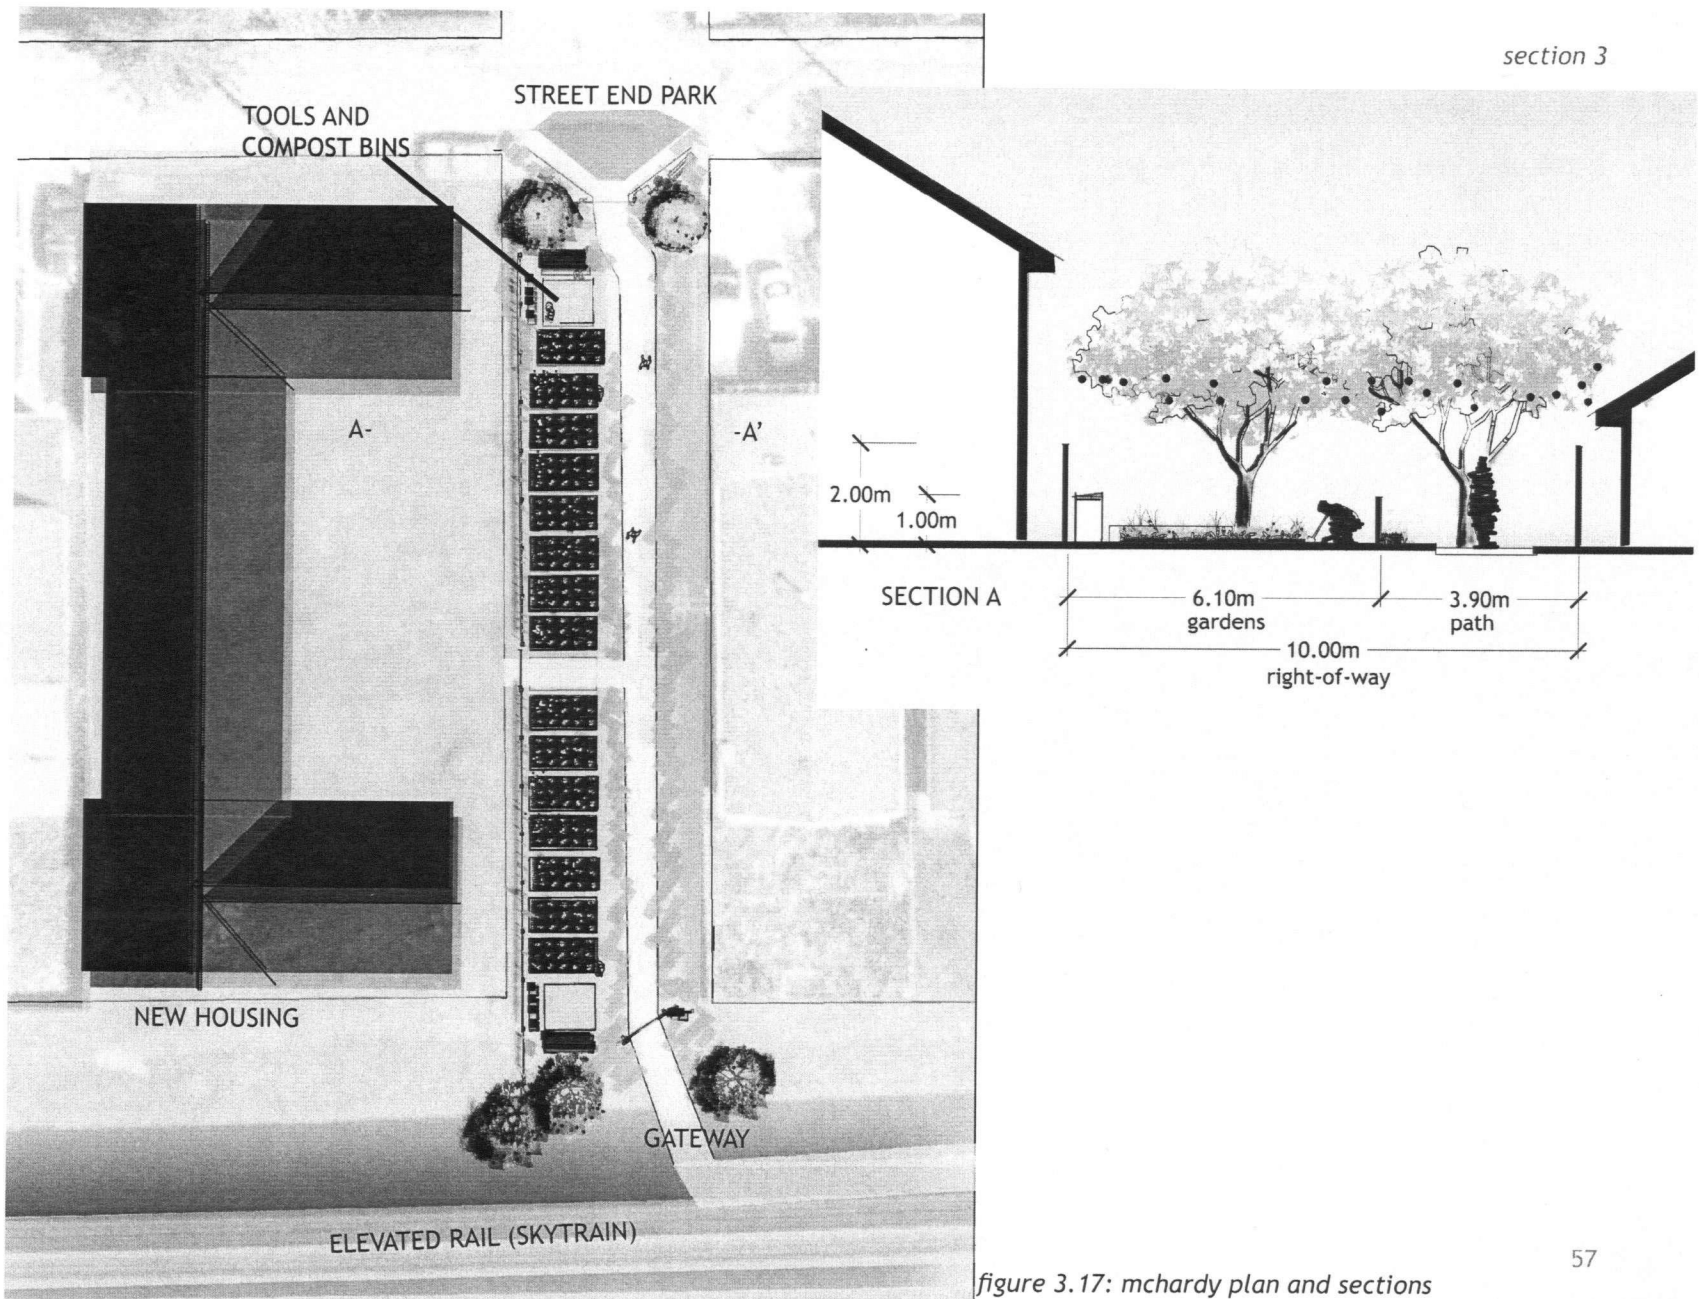 section 3
STREET END PARK
TOOLS AND
COMPOST BINS
A-
-A'
2.00m
1.00m
SECTION A
6.10m
gardens
3.90m
path
10.00m
right-of-way
NEW HOUSING
GATEWAY
ELEVATED RAIL (SKYTRAIN)
57
figure 3.17: mchardy plan and sections